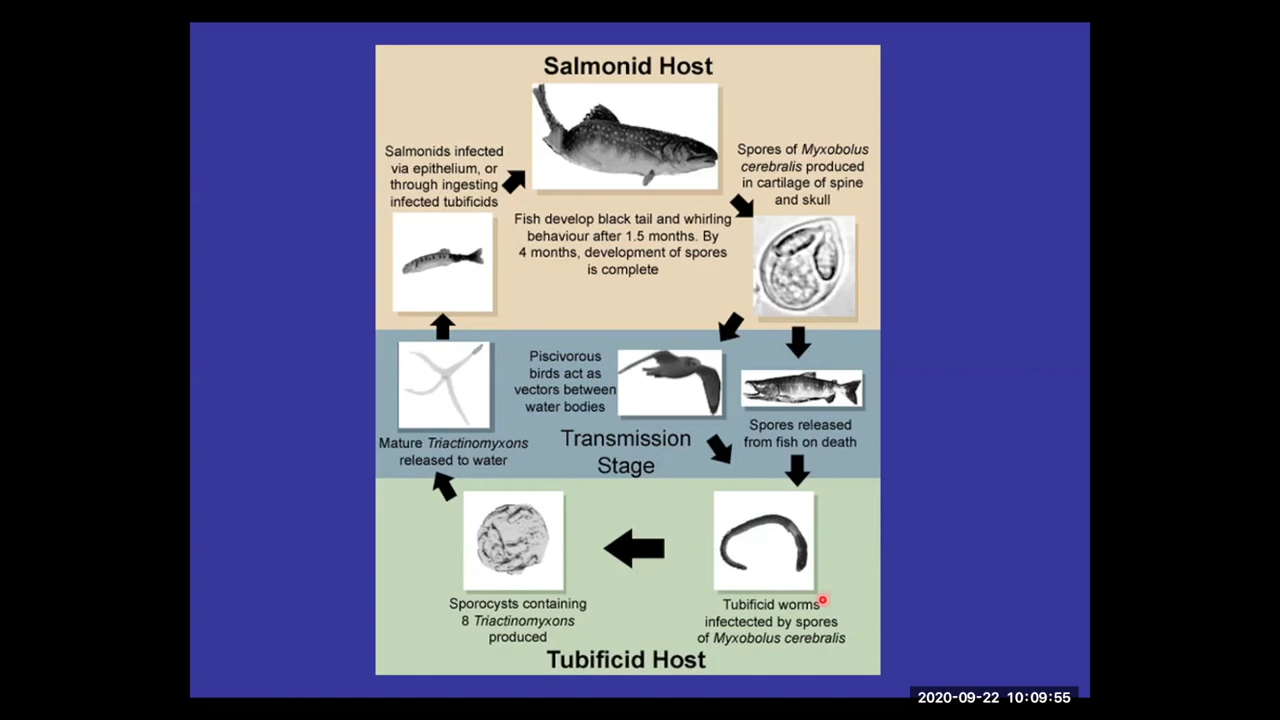 Salmonid Host
Salmonids infected
via epithelium, or
through ingesting
infected tubificids
Spores of Myxobolus
cerebralis produced
in cartilage of spine
and skull
Fish develop black tail and whirling
behaviour after 1.5 months. By
4 months, development of spores
is complete
Piscivorous
birds act as
vectors between
water bodies
Spores released
from fish on death
Mature Triactinomyxons
released to water
Transmission
Stage
Sporocysts containing
8 Triactinomyxons
produced
Tubificid worms
infectected by spores
of Myxobolus cerebralis
Tubificid Host
2020-09-22 10:09:55